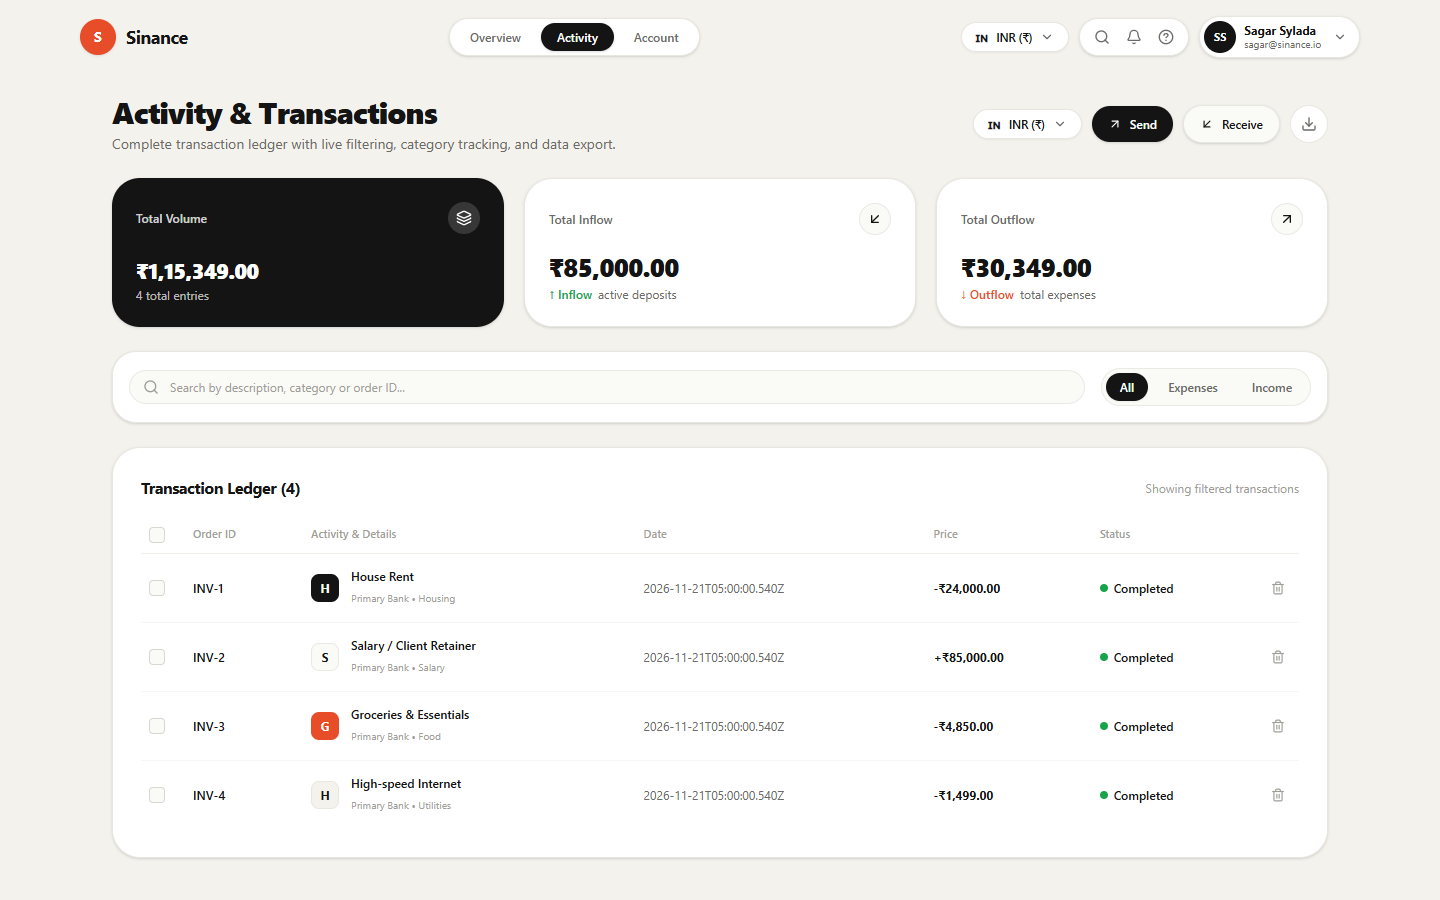 S Sinance
Overview Activity Account
IN INR (₹)
SS Sagar Sylada
sagar@sinance.io
Activity & Transactions
Complete transaction ledger with live filtering, category tracking, and data export.
IN INR (₹)
Send
Receive
Total Volume
₹1,15,349.00
4 total entries
Total Inflow
₹85,000.00
↑ Inflow active deposits
Total Outflow
₹30,349.00
↓ Outflow total expenses
Search by description, category or order ID...
All Expenses Income
Transaction Ledger (4)
Showing filtered transactions
Order ID Activity & Details Date Price Status
INV-1 H House Rent 2026-11-21T05:00:00.540Z -₹24,000.00 Completed
Primary Bank • Housing
INV-2 S Salary / Client Retainer 2026-11-21T05:00:00.540Z +₹85,000.00 Completed
Primary Bank • Salary
INV-3 G Groceries & Essentials 2026-11-21T05:00:00.540Z -₹4,850.00 Completed
Primary Bank • Food
INV-4 H High-speed Internet 2026-11-21T05:00:00.540Z -₹1,499.00 Completed
Primary Bank • Utilities